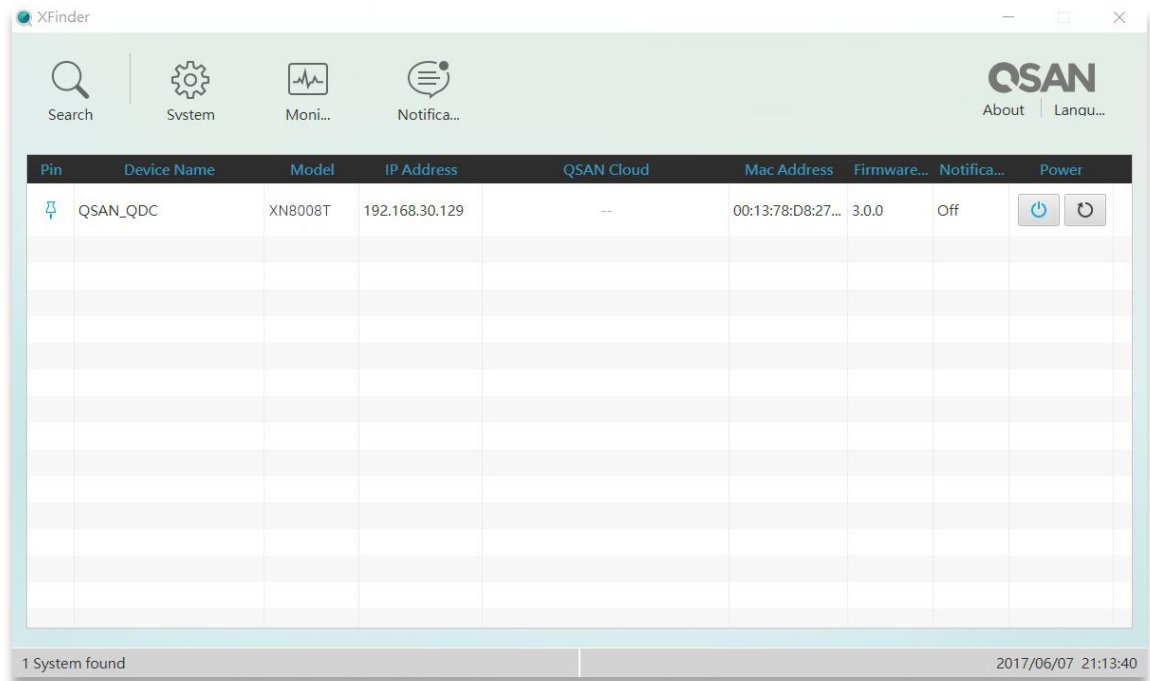 XFinder
Search System Moni... Notifica...
QSAN
About Langu...
Pin Device Name Model IP Address QSAN Cloud Mac Address Firmware... Notifica... Power
QSAN_QDC XN8008T 192.168.30.129 -- 00:13:78:D8:27... 3.0.0 Off
1 System found 2017/06/07 21:13:40